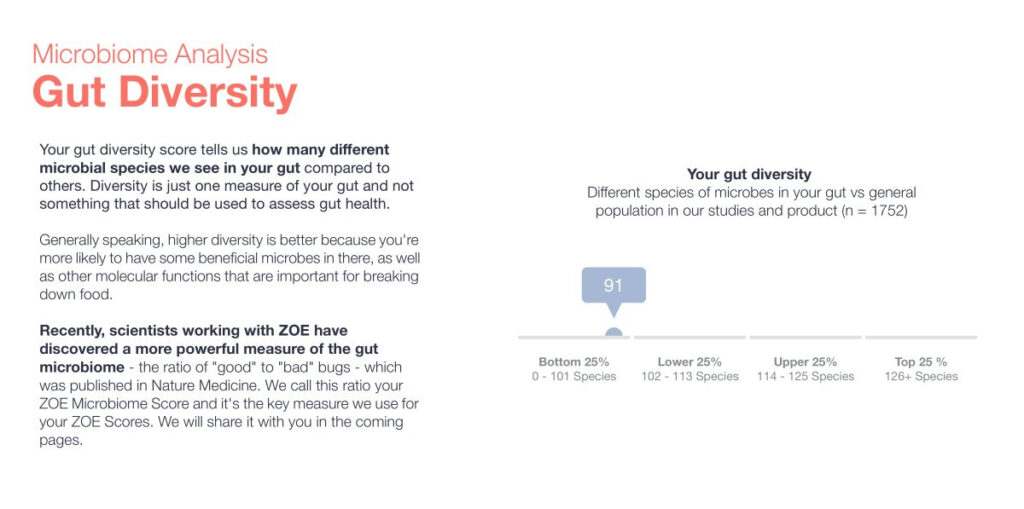 Microbiome Analysis
Gut Diversity
Your gut diversity score tells us how many different
microbial species we see in your gut compared to
others. Diversity is just one measure of your gut and not
something that should be used to assess gut health.
Generally speaking, higher diversity is better because you're
more likely to have some beneficial microbes in there, as well
as other molecular functions that are important for breaking
down food.
Recently, scientists working with ZOE have
discovered a more powerful measure of the gut
microbiome - the ratio of "good" to "bad" bugs - which
was published in Nature Medicine. We call this ratio your
ZOE Microbiome Score and it's the key measure we use for
your ZOE Scores. We will share it with you in the coming
pages.
Your gut diversity
Different species of microbes in your gut vs general
population in our studies and product (n = 1752)
91
Bottom 25% Lower 25% Upper 25% Top 25 %
0 - 101 Species 102 - 113 Species 114 - 125 Species 126+ Species